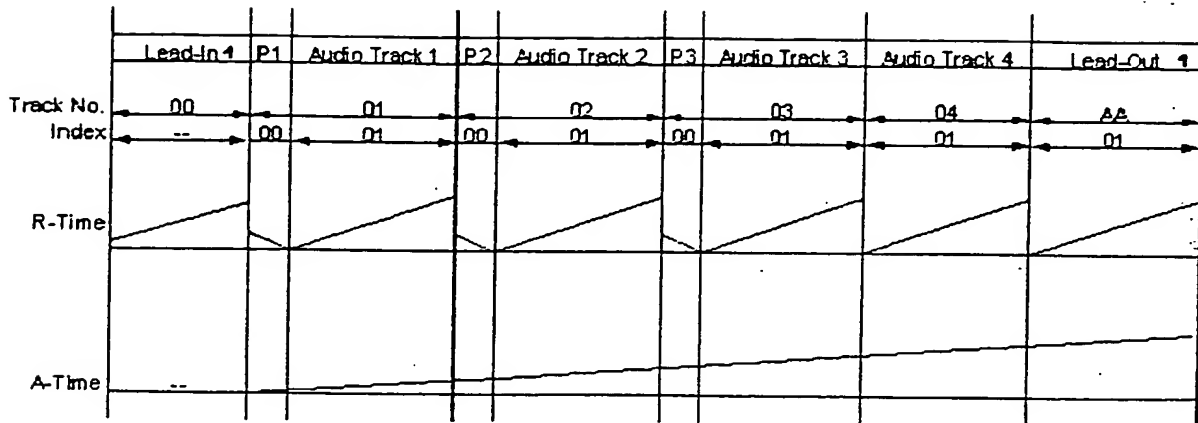 Lead-In 1 P1 Audio Track 1 P2 Audio Track 2 P3 Audio Track 3 Audio Track 4 Lead-Out 1
Track No. 00 01 02 03 04 AA
Index -- 00 01 00 01 00 01 01 01
R-Time
A-Time --